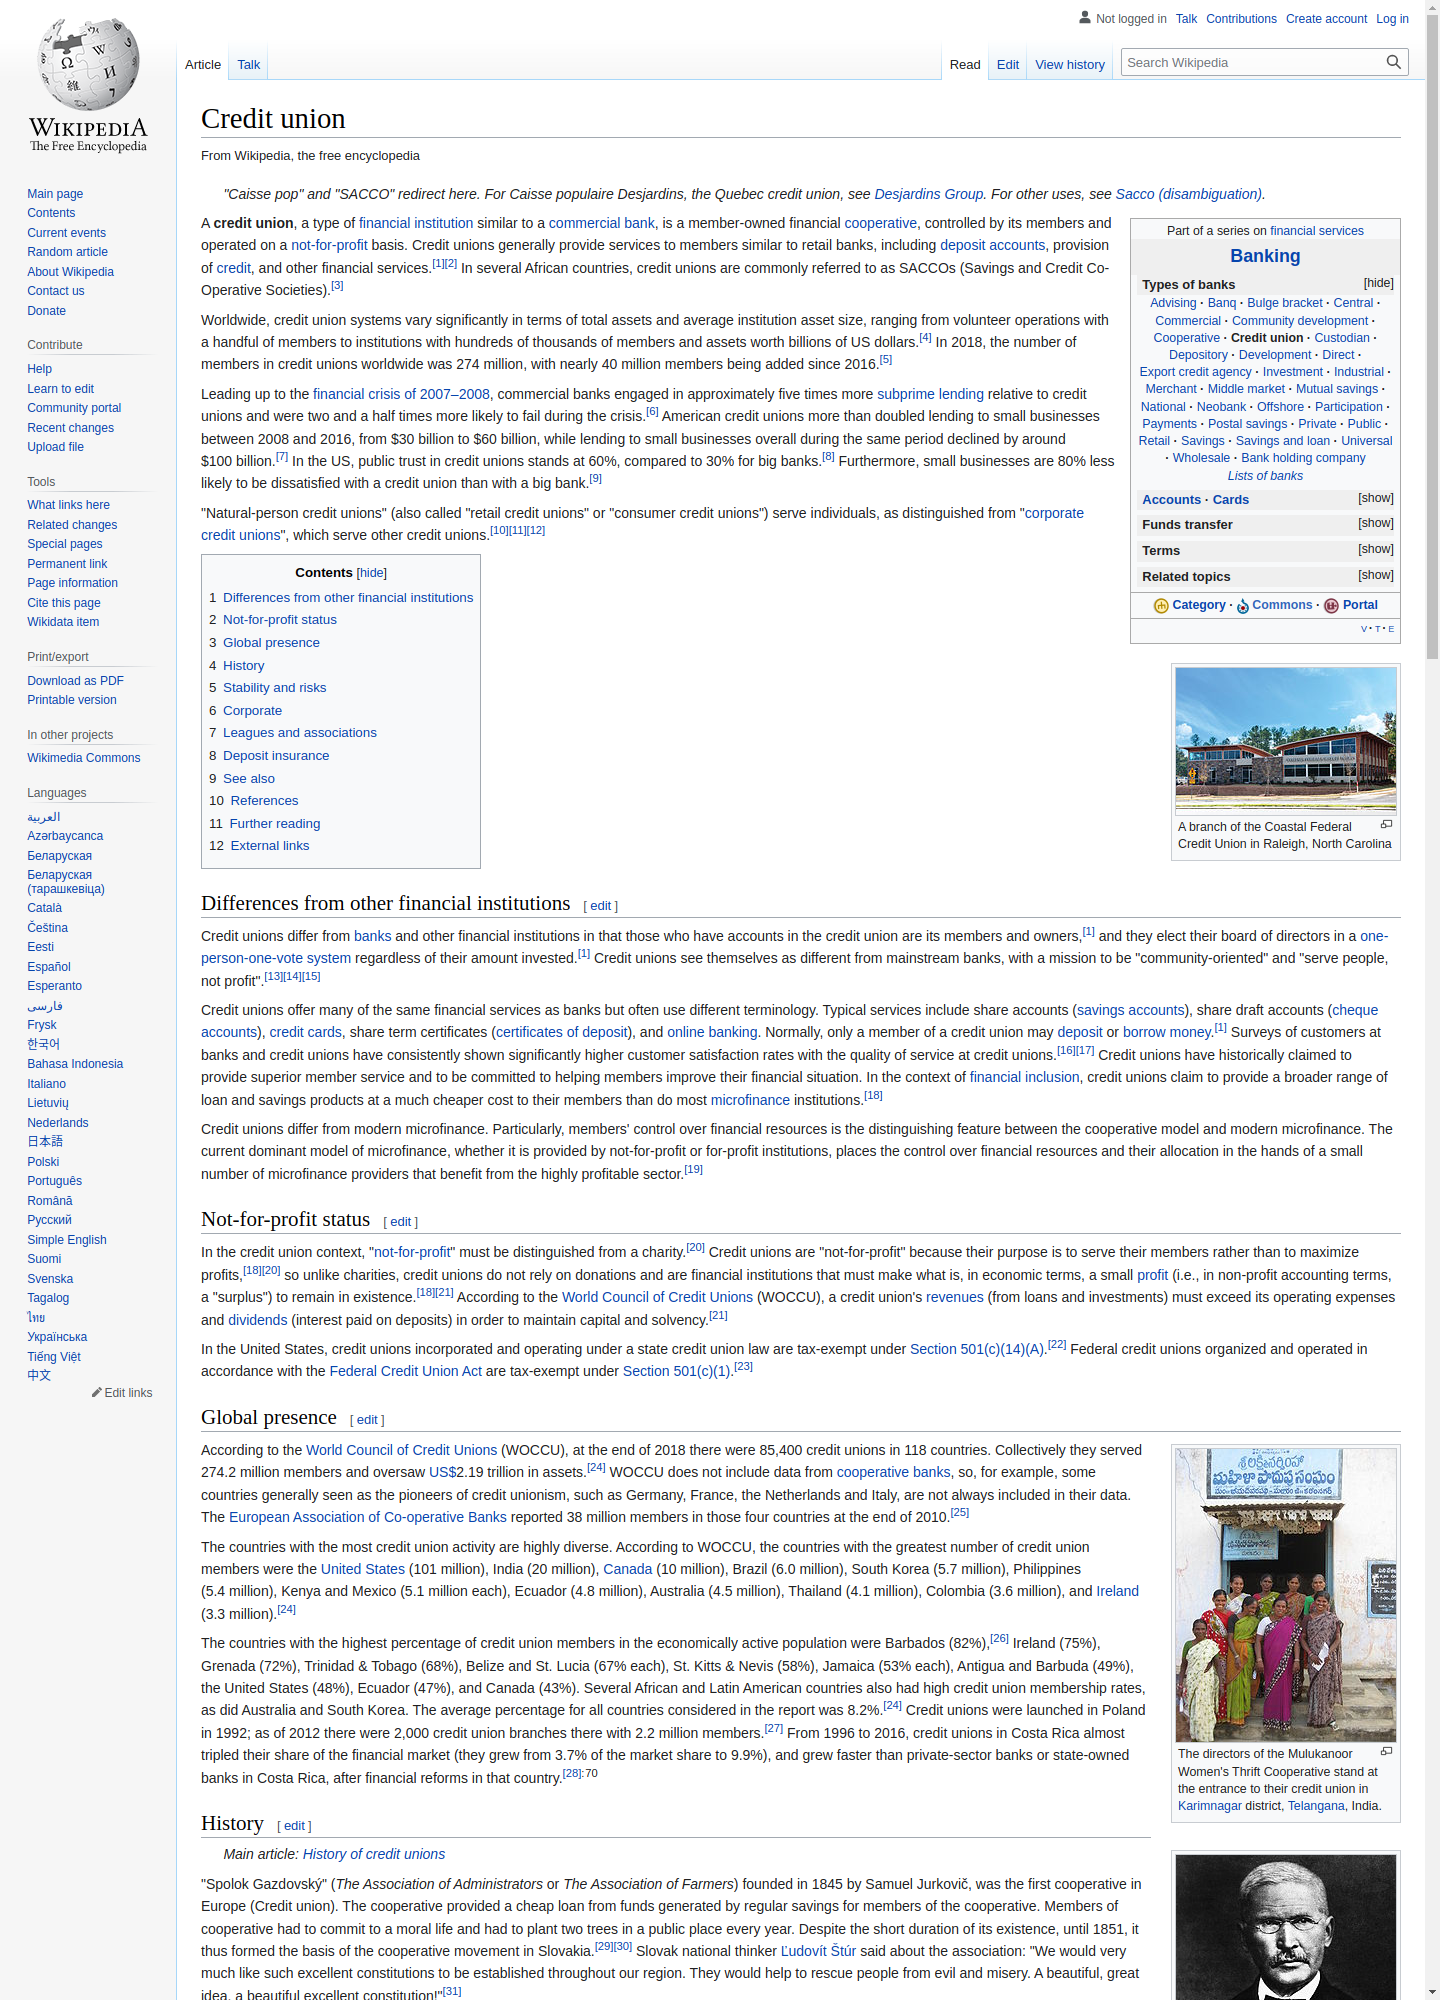 WIKIPEDIA
The Free Encyclopedia
Not logged in Talk Contributions Create account Log in
Article Talk
Read Edit View history
Search Wikipedia
Main page
Contents
Current events
Random article
About Wikipedia
Contact us
Donate
Contribute
Help
Learn to edit
Community portal
Recent changes
Upload file
Tools
What links here
Related changes
Special pages
Permanent link
Page information
Cite this page
Wikidata item
Print/export
Download as PDF
Printable version
In other projects
Wikimedia Commons
Languages
العربية
Azərbaycanca
Беларуская
Беларуская
(тарашкевіца)
Català
Čeština
Eesti
Español
Esperanto
فارسی
Frysk
한국어
Bahasa Indonesia
Italiano
Lietuvių
Nederlands
日本語
Polski
Português
Română
Русский
Simple English
Suomi
Svenska
Tagalog
ไทย
Українська
Tiếng Việt
中文
Edit links
Credit union
From Wikipedia, the free encyclopedia
"Caisse pop" and "SACCO" redirect here. For Caisse populaire Desjardins, the Quebec credit union, see Desjardins Group. For other uses, see Sacco (disambiguation).
A credit union, a type of financial institution similar to a commercial bank, is a member-owned financial cooperative, controlled by its members and
operated on a not-for-profit basis. Credit unions generally provide services to members similar to retail banks, including deposit accounts, provision
of credit, and other financial services.[1][2] In several African countries, credit unions are commonly referred to as SACCOs (Savings and Credit Co-
Operative Societies).[3]
Worldwide, credit union systems vary significantly in terms of total assets and average institution asset size, ranging from volunteer operations with
a handful of members to institutions with hundreds of thousands of members and assets worth billions of US dollars.[4] In 2018, the number of
members in credit unions worldwide was 274 million, with nearly 40 million members being added since 2016.[5]
Leading up to the financial crisis of 2007–2008, commercial banks engaged in approximately five times more subprime lending relative to credit
unions and were two and a half times more likely to fail during the crisis.[6] American credit unions more than doubled lending to small businesses
between 2008 and 2016, from $30 billion to $60 billion, while lending to small businesses overall during the same period declined by around
$100 billion.[7] In the US, public trust in credit unions stands at 60%, compared to 30% for big banks.[8] Furthermore, small businesses are 80% less
likely to be dissatisfied with a credit union than with a big bank.[9]
"Natural-person credit unions" (also called "retail credit unions" or "consumer credit unions") serve individuals, as distinguished from "corporate
credit unions", which serve other credit unions.[10][11][12]
Part of a series on financial services
Banking
Types of banks [hide]
Advising · Banq · Bulge bracket · Central ·
Commercial · Community development ·
Cooperative · Credit union · Custodian ·
Depository · Development · Direct ·
Export credit agency · Investment · Industrial ·
Merchant · Middle market · Mutual savings ·
National · Neobank · Offshore · Participation ·
Payments · Postal savings · Private · Public ·
Retail · Savings · Savings and loan · Universal
· Wholesale · Bank holding company
Lists of banks
Accounts · Cards [show]
Funds transfer [show]
Terms [show]
Related topics [show]
Category · Commons · Portal
V · T · E
Contents [hide]
1 Differences from other financial institutions
2 Not-for-profit status
3 Global presence
4 History
5 Stability and risks
6 Corporate
7 Leagues and associations
8 Deposit insurance
9 See also
10 References
11 Further reading
12 External links
A branch of the Coastal Federal
Credit Union in Raleigh, North Carolina
Differences from other financial institutions [ edit ]
Credit unions differ from banks and other financial institutions in that those who have accounts in the credit union are its members and owners,[1] and they elect their board of directors in a one-
person-one-vote system regardless of their amount invested.[1] Credit unions see themselves as different from mainstream banks, with a mission to be "community-oriented" and "serve people,
not profit".[13][14][15]
Credit unions offer many of the same financial services as banks but often use different terminology. Typical services include share accounts (savings accounts), share draft accounts (cheque
accounts), credit cards, share term certificates (certificates of deposit), and online banking. Normally, only a member of a credit union may deposit or borrow money.[1] Surveys of customers at
banks and credit unions have consistently shown significantly higher customer satisfaction rates with the quality of service at credit unions.[16][17] Credit unions have historically claimed to
provide superior member service and to be committed to helping members improve their financial situation. In the context of financial inclusion, credit unions claim to provide a broader range of
loan and savings products at a much cheaper cost to their members than do most microfinance institutions.[18]
Credit unions differ from modern microfinance. Particularly, members' control over financial resources is the distinguishing feature between the cooperative model and modern microfinance. The
current dominant model of microfinance, whether it is provided by not-for-profit or for-profit institutions, places the control over financial resources and their allocation in the hands of a small
number of microfinance providers that benefit from the highly profitable sector.[19]
Not-for-profit status [ edit ]
In the credit union context, "not-for-profit" must be distinguished from a charity.[20] Credit unions are "not-for-profit" because their purpose is to serve their members rather than to maximize
profits,[18][20] so unlike charities, credit unions do not rely on donations and are financial institutions that must make what is, in economic terms, a small profit (i.e., in non-profit accounting terms,
a "surplus") to remain in existence.[18][21] According to the World Council of Credit Unions (WOCCU), a credit union's revenues (from loans and investments) must exceed its operating expenses
and dividends (interest paid on deposits) in order to maintain capital and solvency.[21]
In the United States, credit unions incorporated and operating under a state credit union law are tax-exempt under Section 501(c)(14)(A).[22] Federal credit unions organized and operated in
accordance with the Federal Credit Union Act are tax-exempt under Section 501(c)(1).[23]
Global presence [ edit ]
According to the World Council of Credit Unions (WOCCU), at the end of 2018 there were 85,400 credit unions in 118 countries. Collectively they served
274.2 million members and oversaw US$2.19 trillion in assets.[24] WOCCU does not include data from cooperative banks, so, for example, some
countries generally seen as the pioneers of credit unionism, such as Germany, France, the Netherlands and Italy, are not always included in their data.
The European Association of Co-operative Banks reported 38 million members in those four countries at the end of 2010.[25]
The countries with the most credit union activity are highly diverse. According to WOCCU, the countries with the greatest number of credit union
members were the United States (101 million), India (20 million), Canada (10 million), Brazil (6.0 million), South Korea (5.7 million), Philippines
(5.4 million), Kenya and Mexico (5.1 million each), Ecuador (4.8 million), Australia (4.5 million), Thailand (4.1 million), Colombia (3.6 million), and Ireland
(3.3 million).[24]
The countries with the highest percentage of credit union members in the economically active population were Barbados (82%),[26] Ireland (75%),
Grenada (72%), Trinidad & Tobago (68%), Belize and St. Lucia (67% each), St. Kitts & Nevis (58%), Jamaica (53% each), Antigua and Barbuda (49%),
the United States (48%), Ecuador (47%), and Canada (43%). Several African and Latin American countries also had high credit union membership rates,
as did Australia and South Korea. The average percentage for all countries considered in the report was 8.2%.[24] Credit unions were launched in Poland
in 1992; as of 2012 there were 2,000 credit union branches there with 2.2 million members.[27] From 1996 to 2016, credit unions in Costa Rica almost
tripled their share of the financial market (they grew from 3.7% of the market share to 9.9%), and grew faster than private-sector banks or state-owned
banks in Costa Rica, after financial reforms in that country.[28]:70
The directors of the Mulukanoor
Women's Thrift Cooperative stand at
the entrance to their credit union in
Karimnagar district, Telangana, India.
History [ edit ]
Main article: History of credit unions
"Spolok Gazdovský" (The Association of Administrators or The Association of Farmers) founded in 1845 by Samuel Jurkovič, was the first cooperative in
Europe (Credit union). The cooperative provided a cheap loan from funds generated by regular savings for members of the cooperative. Members of
cooperative had to commit to a moral life and had to plant two trees in a public place every year. Despite the short duration of its existence, until 1851, it
thus formed the basis of the cooperative movement in Slovakia.[29][30] Slovak national thinker Ľudovít Štúr said about the association: "We would very
much like such excellent constitutions to be established throughout our region. They would help to rescue people from evil and misery. A beautiful, great
idea, a beautiful excellent constitution!"[31]